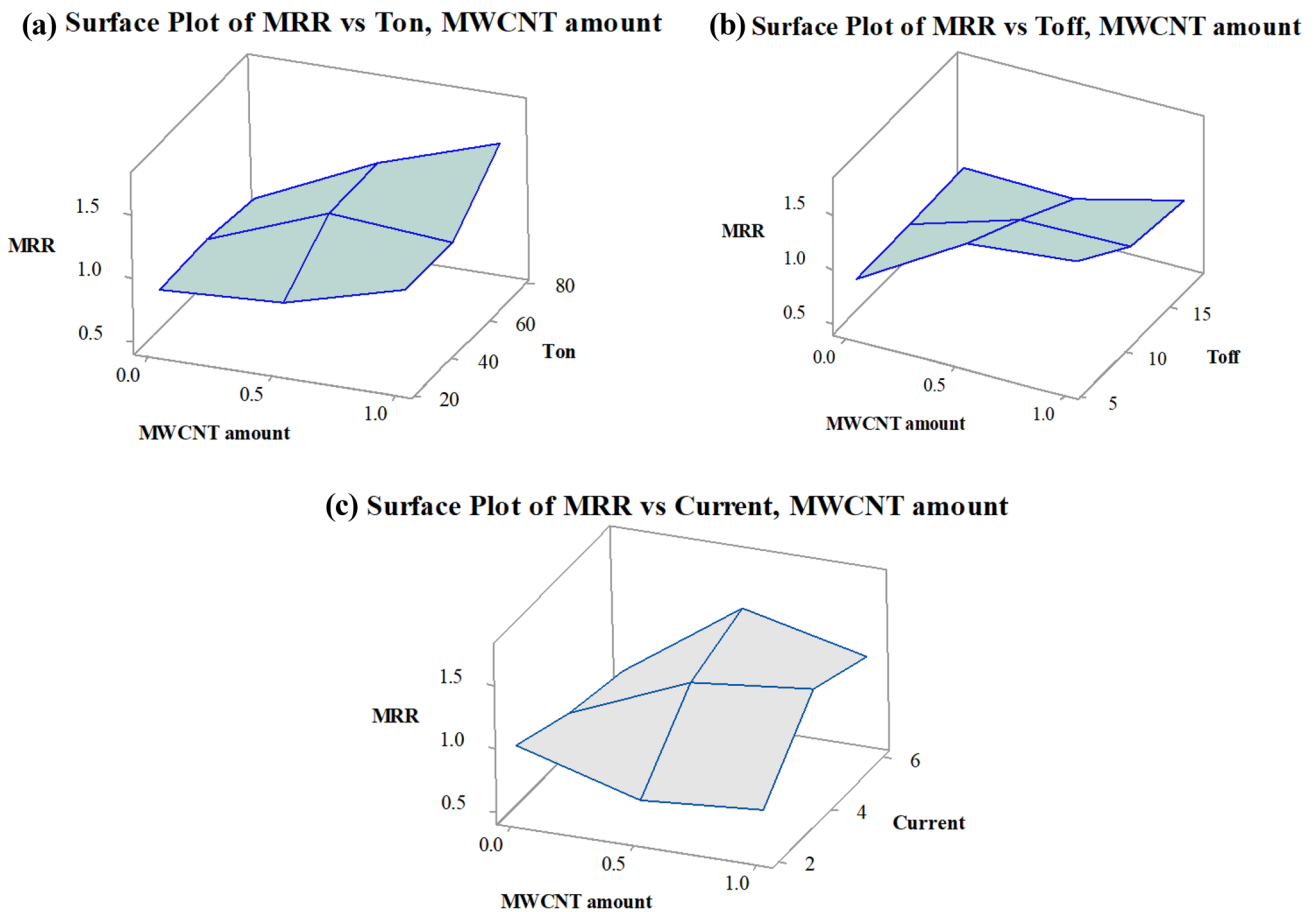 (a) Surface Plot of MRR vs Ton, MWCNT amount
1.5
MRR
1.0
0.5
0.0
0.5
1.0
MWCNT amount
20
40
60
80
Ton
(b) Surface Plot of MRR vs Toff, MWCNT amount
1.5
MRR
1.0
0.5
0.0
0.5
1.0
MWCNT amount
5
10
15
Toff
(c) Surface Plot of MRR vs Current, MWCNT amount
1.5
MRR
1.0
0.5
0.0
0.5
1.0
MWCNT amount
2
4
6
Current